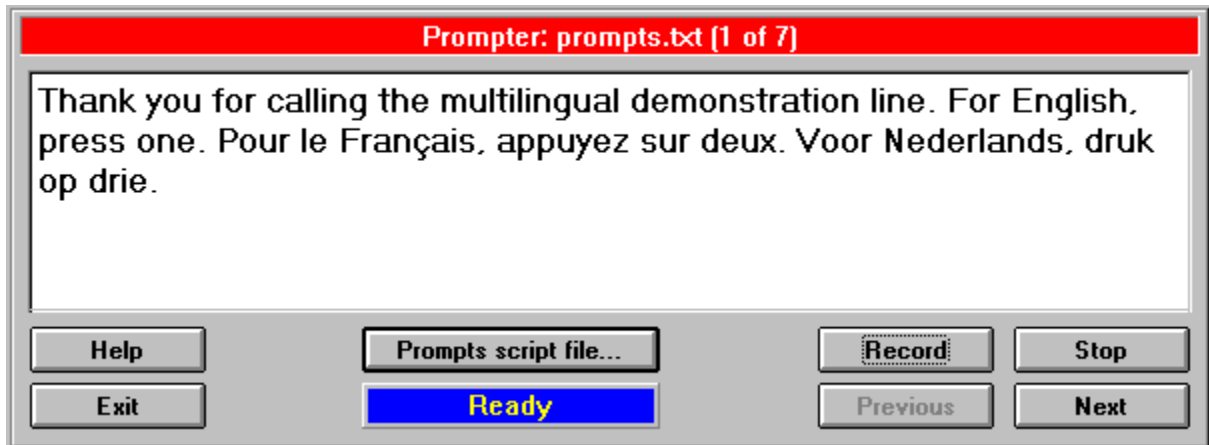 Prompter: prompts.txt (1 of 7)
Thank you for calling the multilingual demonstration line. For English,
press one. Pour le Français, appuyez sur deux. Voor Nederlands, druk
op drie.
Help
Prompts script file...
Record
Stop
Exit
Ready
Previous
Next